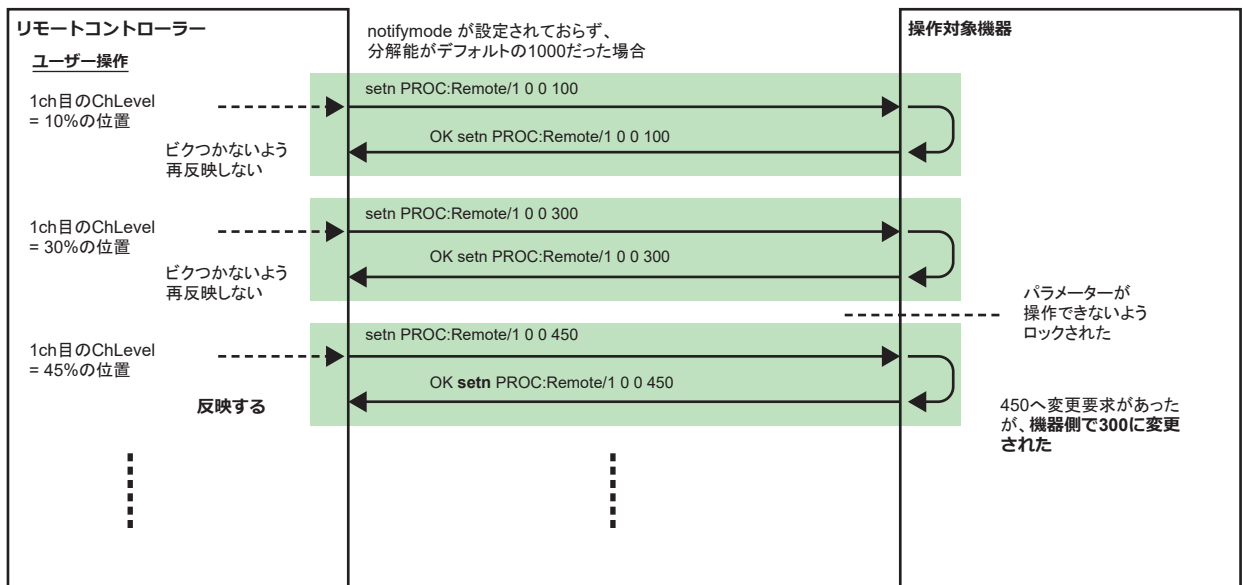 リモートコントローラー
ユーザー操作
notifymode が設定されておらず、
分解能がデフォルトの1000だった場合
操作対象機器
1ch目のChLevel
= 10%の位置
setn PROC:Remote/1 0 0 100
OK setn PROC:Remote/1 0 0 100
ビクつかないよう
再反映しない
1ch目のChLevel
= 30%の位置
setn PROC:Remote/1 0 0 300
OK setn PROC:Remote/1 0 0 300
ビクつかないよう
再反映しない
パラメーターが
操作できないよう
ロックされた
1ch目のChLevel
= 45%の位置
setn PROC:Remote/1 0 0 450
OK setn PROC:Remote/1 0 0 450
反映する
450へ変更要求があった
が、機器側で300に変更
された